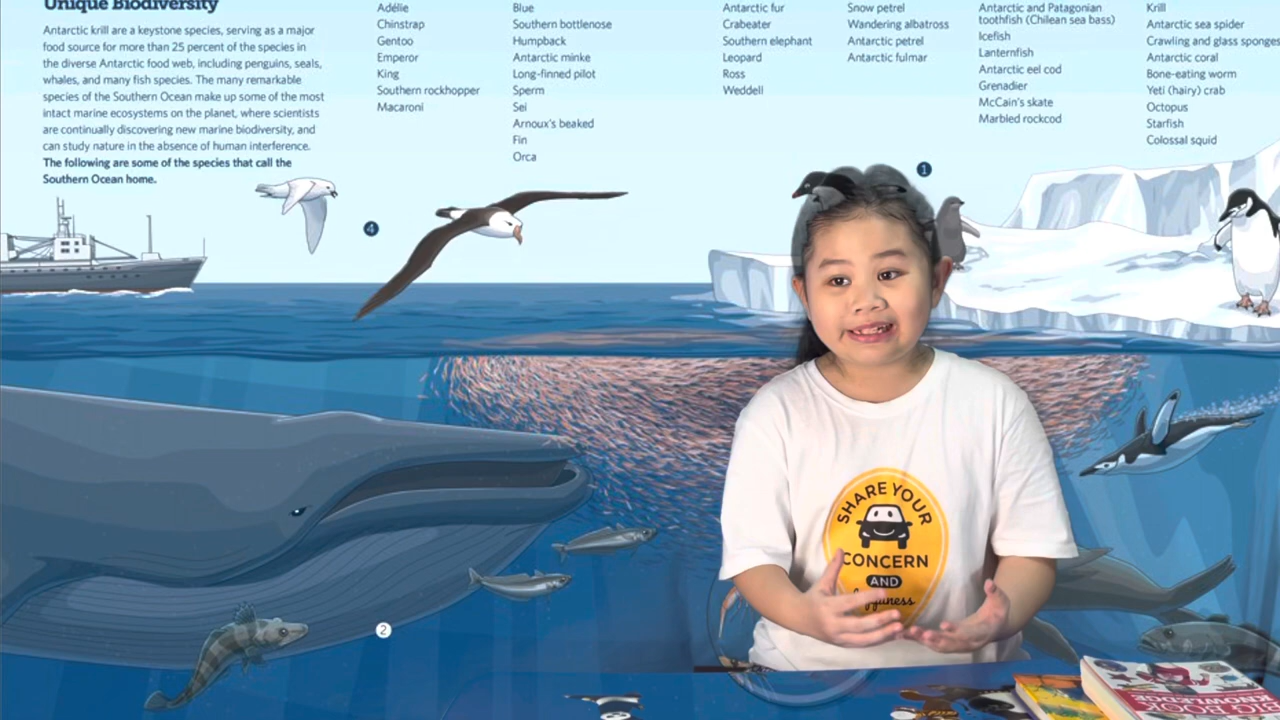 Unique Biodiversity
Antarctic krill are a keystone species, serving as a major
food source for more than 25 percent of the species in
the diverse Antarctic food web, including penguins, seals,
whales, and many fish species. The many remarkable
species of the Southern Ocean make up some of the most
intact marine ecosystems on the planet, where scientists
are continually discovering new marine biodiversity, and
can study nature in the absence of human interference.
The following are some of the species that call the
Southern Ocean home.
Adélie
Chinstrap
Gentoo
Emperor
King
Southern rockhopper
Macaroni
Blue
Southern bottlenose
Humpback
Antarctic minke
Long-finned pilot
Sperm
Sei
Arnoux's beaked
Fin
Orca
Antarctic fur
Crabeater
Southern elephant
Leopard
Ross
Weddell
Snow petrel
Wandering albatross
Antarctic petrel
Antarctic fulmar
Antarctic and Patagonian
toothfish (Chilean sea bass)
Icefish
Lanternfish
Antarctic eel cod
Grenadier
McCain's skate
Marbled rockcod
Krill
Antarctic sea spider
Crawling and glass sponges
Antarctic coral
Bone-eating worm
Yeti (hairy) crab
Octopus
Starfish
Colossal squid
1
4
2
SHARE YOUR
CONCERN
AND
BIG BOOK
KNOWLEDGE